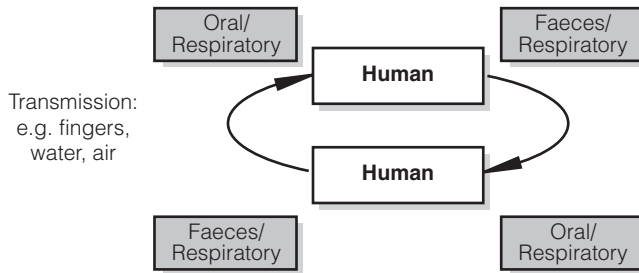 Oral/
Respiratory
Faeces/
Respiratory
Human
Transmission:
e.g. fingers,
water, air
Human
Faeces/
Respiratory
Oral/
Respiratory